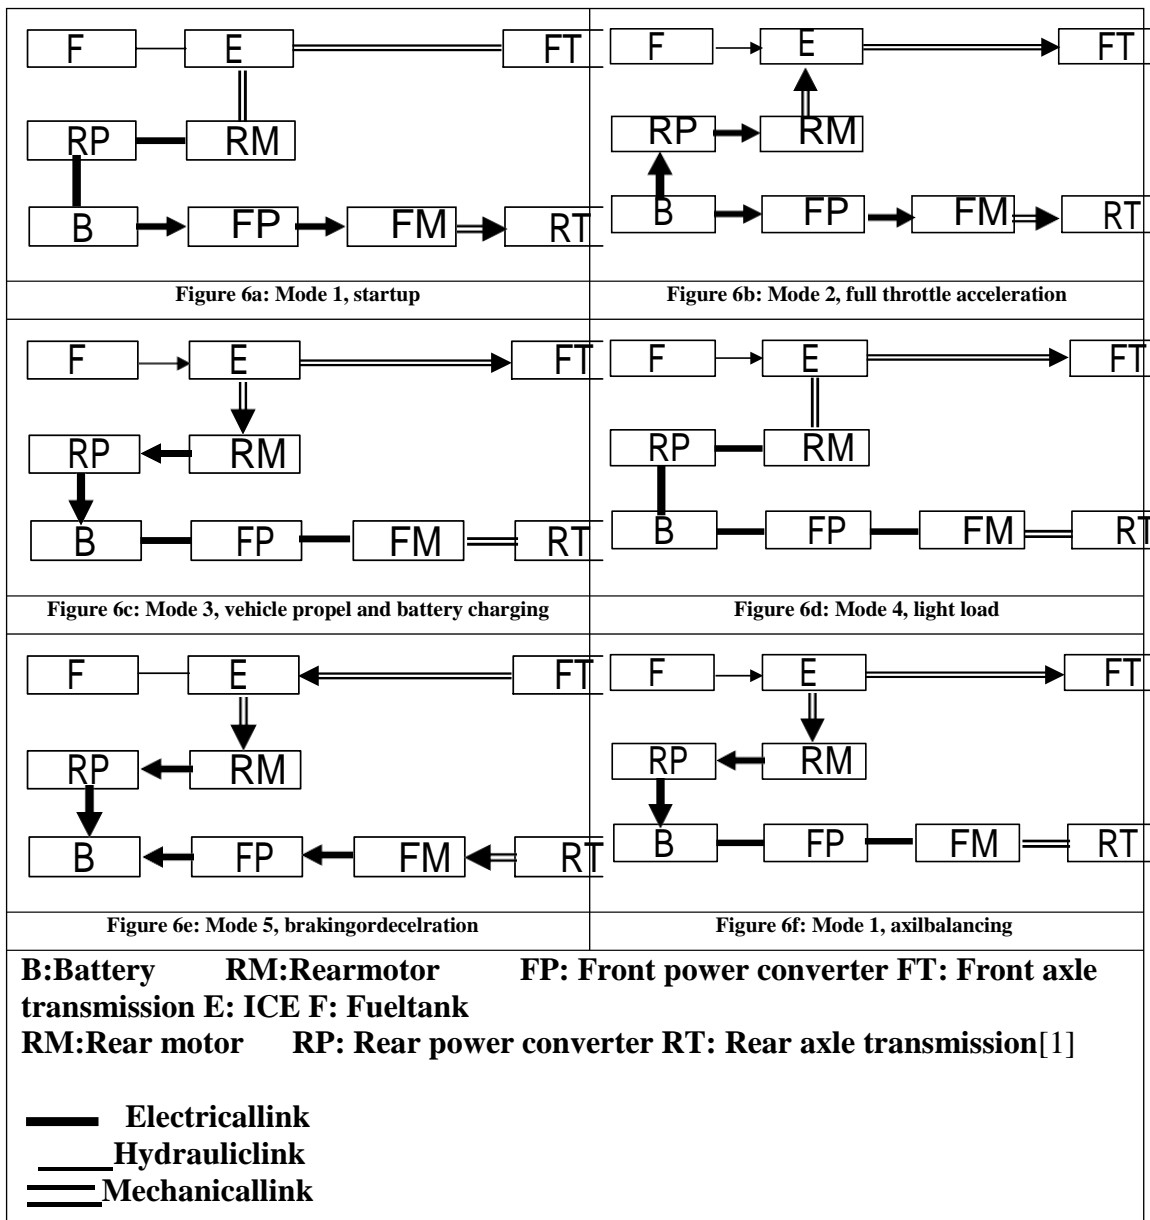 F E FT
RP RM
B FP FM RT
Figure 6a: Mode 1, startup
F E FT
RP RM
B FP FM RT
Figure 6b: Mode 2, full throttle acceleration
F E FT
RP RM
B FP FM RT
Figure 6c: Mode 3, vehicle propel and battery charging
F E FT
RP RM
B FP FM RT
Figure 6d: Mode 4, light load
F E FT
RP RM
B FP FM RT
Figure 6e: Mode 5, brakingordecelration
F E FT
RP RM
B FP FM RT
Figure 6f: Mode 1, axilbalancing
B:Battery RM:Rearmotor FP: Front power converter FT: Front axle
transmission E: ICE F: Fueltank
RM:Rear motor RP: Rear power converter RT: Rear axle transmission[1]
Electricallink
Hydrauliclink
Mechanicallink